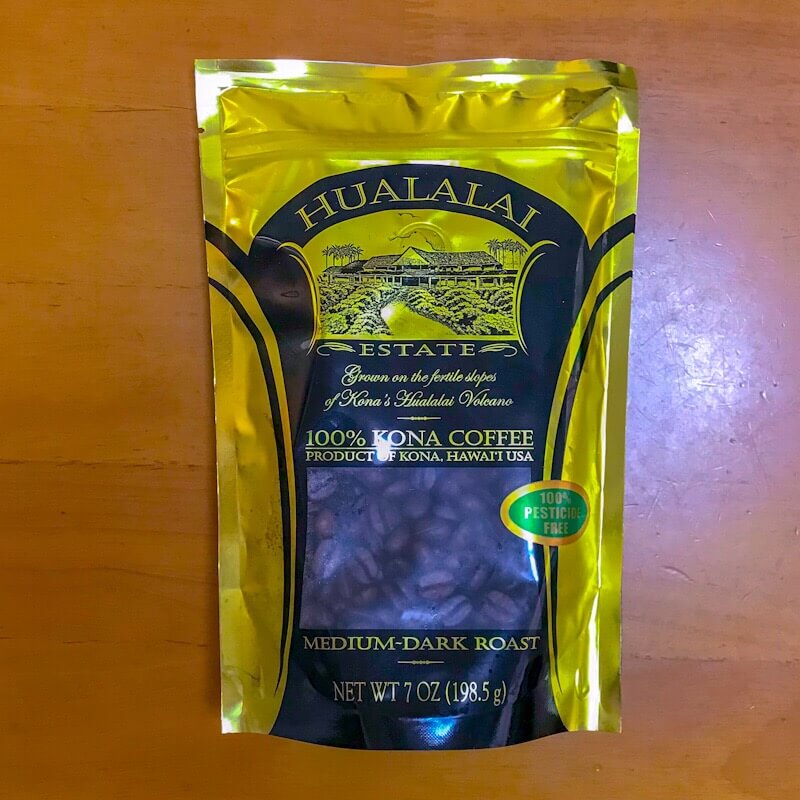 HUALALAI
ESTATE
Grown on the fertile slopes
of Kona's Hualalai Volcano
100% KONA COFFEE
PRODUCT OF KONA, HAWAI'I USA
100%
PESTICIDE
FREE
MEDIUM-DARK ROAST
NET WT 7 OZ (198.5 g)